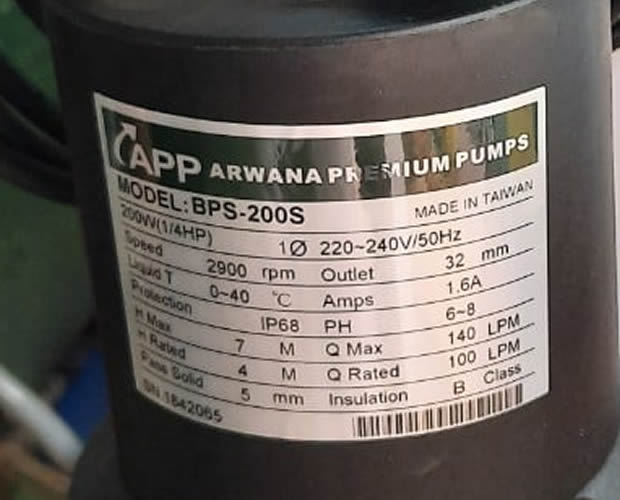 APP ARWANA PREMIUM PUMPS
MODEL: BPS-200S MADE IN TAIWAN
200W(1/4HP) 1Ø 220~240V/50Hz
Speed 2900 rpm Outlet 32 mm
Liquid T 0~40 ℃ Amps 1.6A
Protection IP68 PH 6~8
H Max 7 M Q Max 140 LPM
H Rated 4 M Q Rated 100 LPM
Pass Solid 5 mm Insulation B Class
SN 1842065